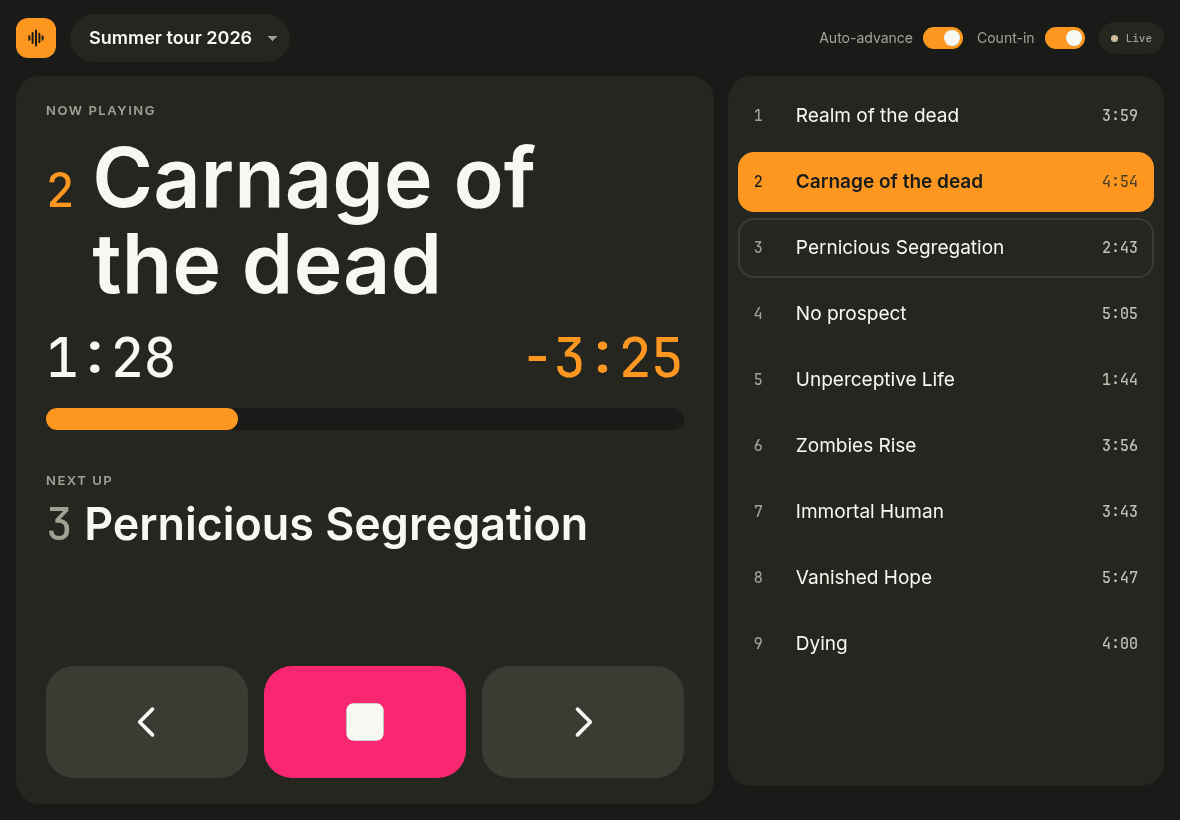 Summer tour 2026
Auto-advance
Count-in
Live
NOW PLAYING
2 Carnage of
the dead
1:28 -3:25
NEXT UP
3 Pernicious Segregation
1 Realm of the dead 3:59
2 Carnage of the dead 4:54
3 Pernicious Segregation 2:43
4 No prospect 5:05
5 Unperceptive Life 1:44
6 Zombies Rise 3:56
7 Immortal Human 3:43
8 Vanished Hope 5:47
9 Dying 4:00